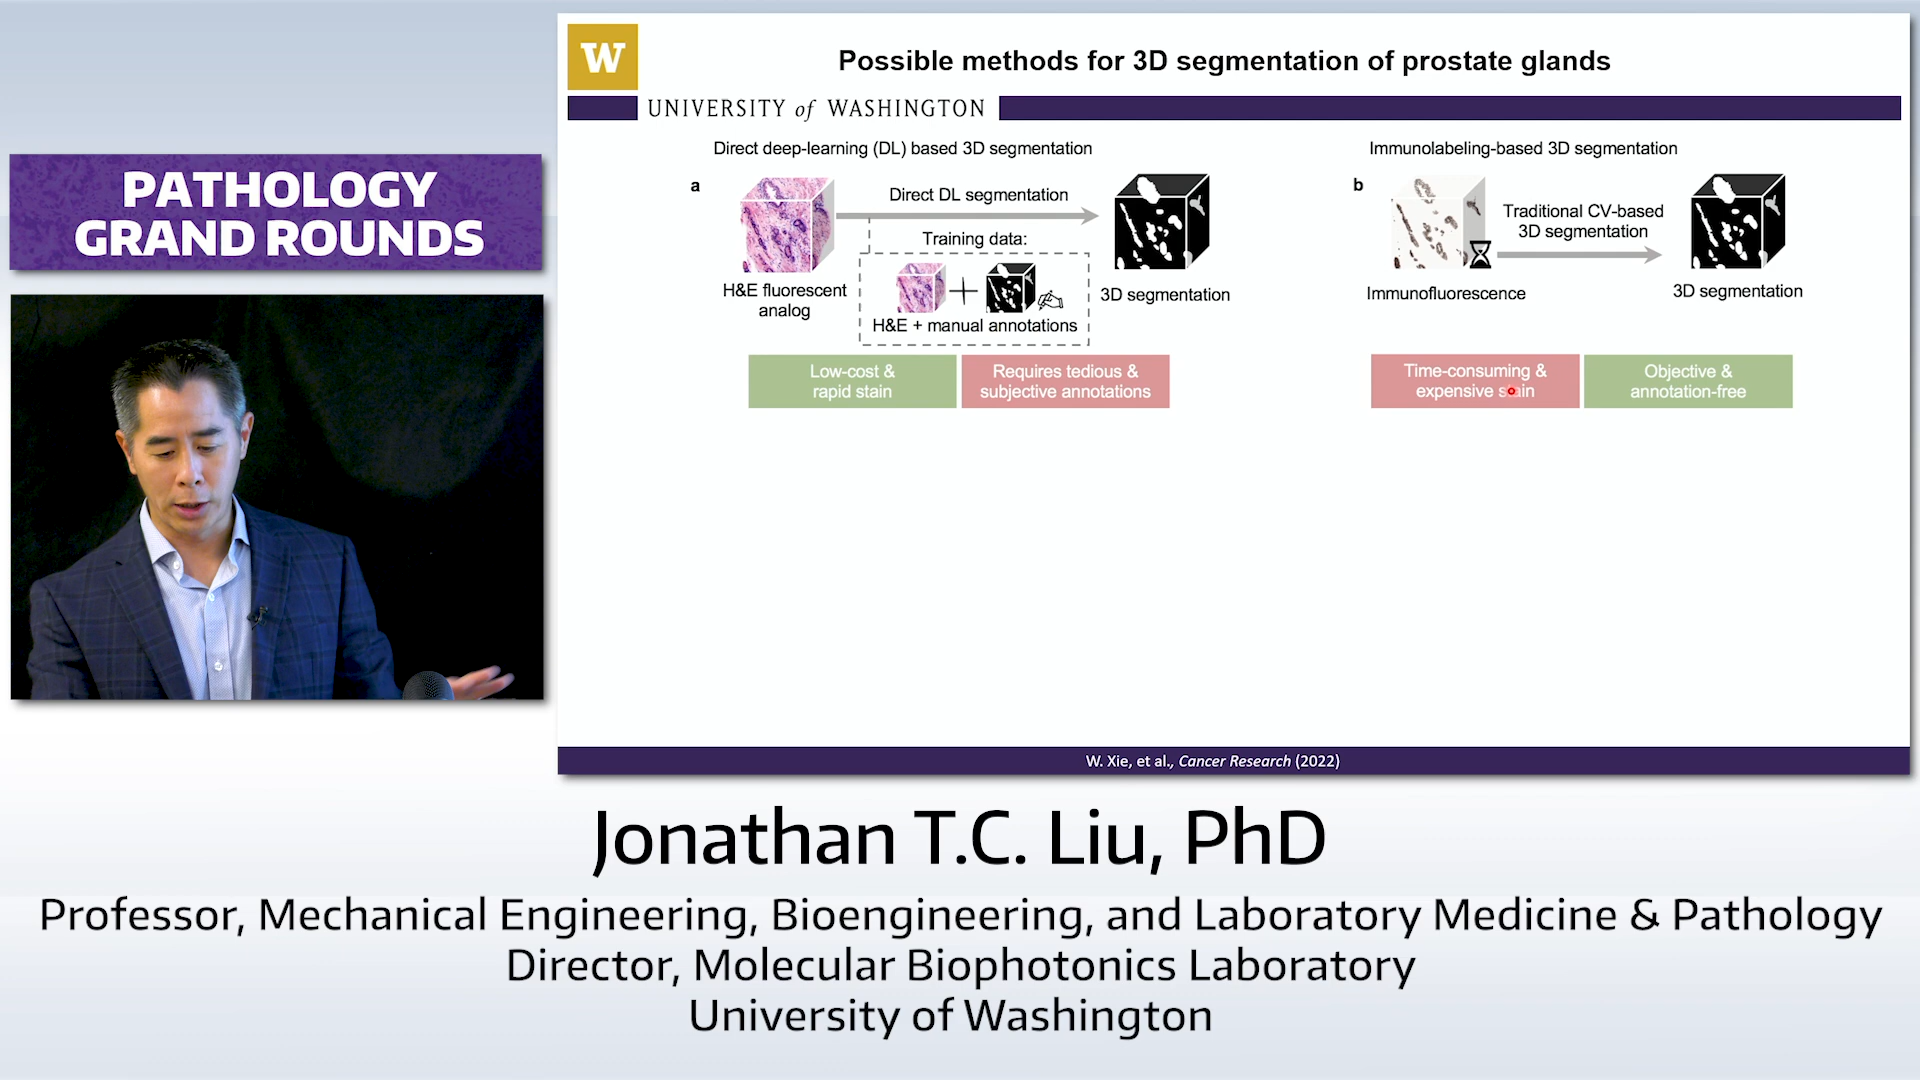 PATHOLOGY
GRAND ROUNDS
W
Possible methods for 3D segmentation of prostate glands
UNIVERSITY of WASHINGTON
Direct deep-learning (DL) based 3D segmentation
a
Direct DL segmentation
Training data:
H&E fluorescent
analog
H&E + manual annotations
3D segmentation
Low-cost &
rapid stain
Requires tedious &
subjective annotations
Immunolabeling-based 3D segmentation
b
Traditional CV-based
3D segmentation
Immunofluorescence
3D segmentation
Time-consuming &
expensive stain
Objective &
annotation-free
W. Xie, et al., Cancer Research (2022)
Jonathan T.C. Liu, PhD
Professor, Mechanical Engineering, Bioengineering, and Laboratory Medicine & Pathology
Director, Molecular Biophotonics Laboratory
University of Washington